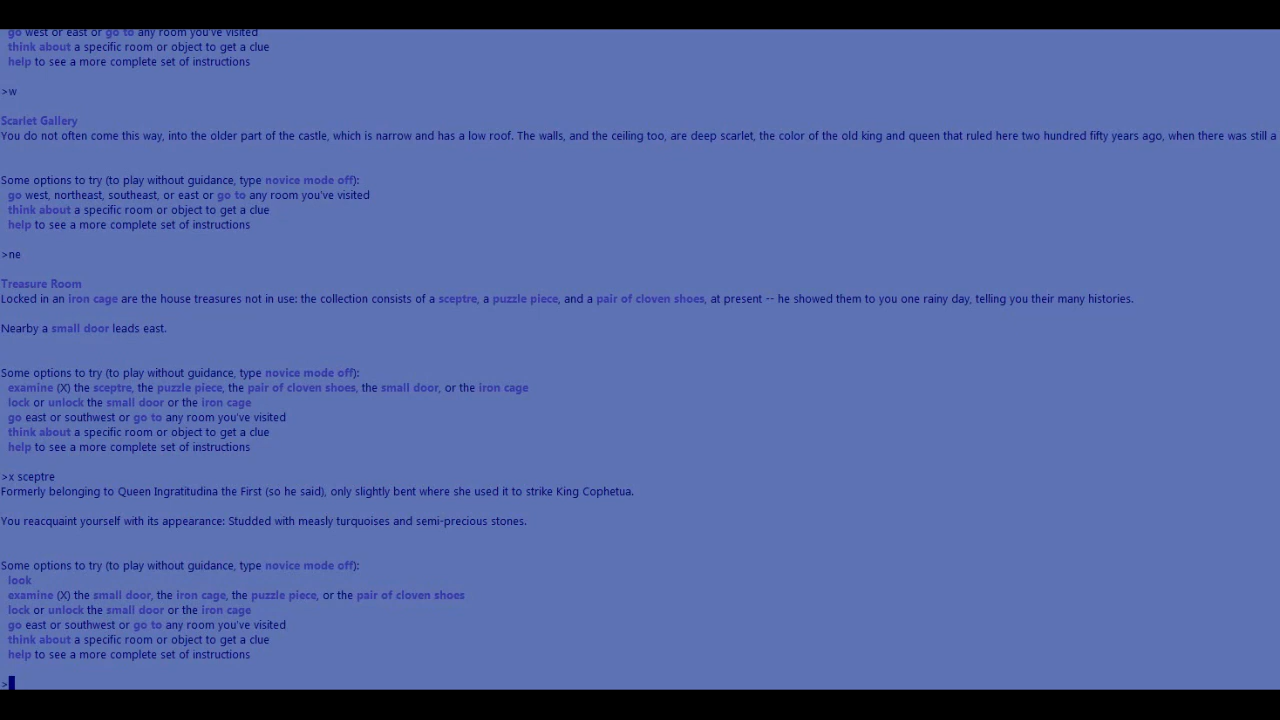 go west or east or go to any room you've visited
think about a specific room or object to get a clue
help to see a more complete set of instructions
>w
Scarlet Gallery
You do not often come this way, into the older part of the castle, which is narrow and has a low roof. The walls, and the ceiling too, are deep scarlet, the color of the old king and queen that ruled here two hundred fifty years ago, when there was still a
Some options to try (to play without guidance, type novice mode off):
go west, northeast, southeast, or east or go to any room you've visited
think about a specific room or object to get a clue
help to see a more complete set of instructions
>ne
Treasure Room
Locked in an iron cage are the house treasures not in use: the collection consists of a sceptre, a puzzle piece, and a pair of cloven shoes, at present -- he showed them to you one rainy day, telling you their many histories.
Nearby a small door leads east.
Some options to try (to play without guidance, type novice mode off):
examine (X) the sceptre, the puzzle piece, the pair of cloven shoes, the small door, or the iron cage
lock or unlock the small door or the iron cage
go east or southwest or go to any room you've visited
think about a specific room or object to get a clue
help to see a more complete set of instructions
>x sceptre
Formerly belonging to Queen Ingratitudina the First (so he said), only slightly bent where she used it to strike King Cophetua.
You reacquaint yourself with its appearance: Studded with measly turquoises and semi-precious stones.
Some options to try (to play without guidance, type novice mode off):
look
examine (X) the small door, the iron cage, the puzzle piece, or the pair of cloven shoes
lock or unlock the small door or the iron cage
go east or southwest or go to any room you've visited
think about a specific room or object to get a clue
help to see a more complete set of instructions
>